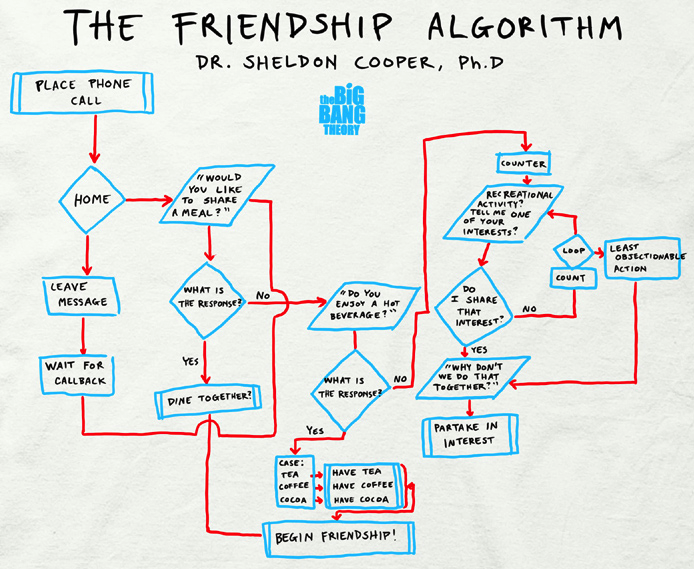 THE FRIENDSHIP ALGORITHM
DR. SHELDON COOPER, Ph.D
the BiG
BANG
THEORY
PLACE PHONE
CALL
HOME
LEAVE
MESSAGE
WAIT FOR
CALLBACK
"WOULD
YOU LIKE
TO SHARE
A MEAL?"
WHAT IS
THE RESPONSE?
NO
YES
DINE TOGETHER?
"DO YOU
ENJOY A HOT
BEVERAGE?"
WHAT IS
THE RESPONSE?
NO
YES
CASE:
TEA
COFFEE
COCOA
HAVE TEA
HAVE COFFEE
HAVE COCOA
BEGIN FRIENDSHIP!
COUNTER
RECREATIONAL
ACTIVITY?
TELL ME ONE
OF YOUR
INTERESTS?
LOOP
COUNT
LEAST
OBJECTIONABLE
ACTION
DO
I SHARE
THAT
INTEREST?
NO
YES
"WHY DON'T
WE DO THAT
TOGETHER?"
PARTAKE IN
INTEREST